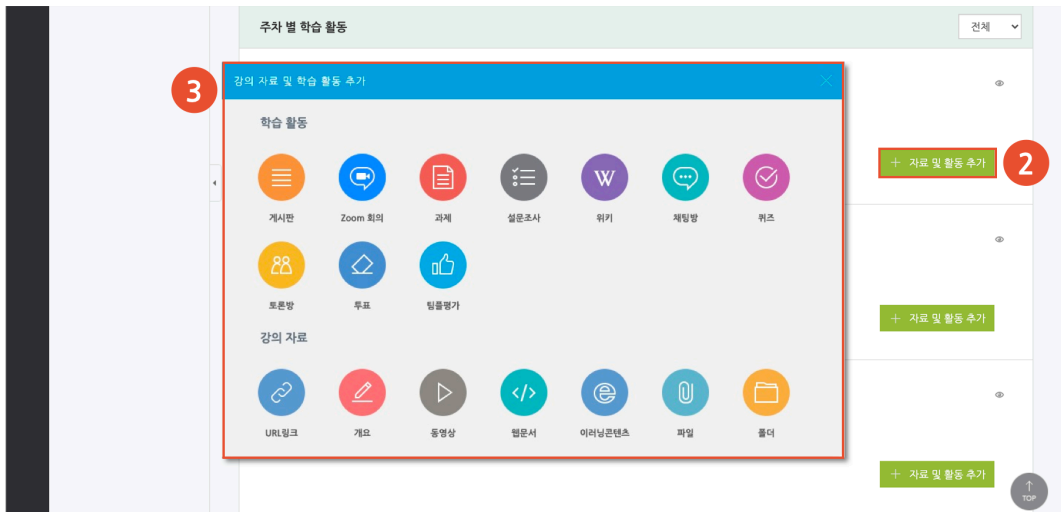 주차 별 학습 활동
전체
3
강의 자료 및 학습 활동 추가
학습 활동
+ 자료 및 활동 추가
2
게시판 Zoom 회의 과제 설문조사 위키 채팅방 퀴즈
토론방 투표 팀플평가
+ 자료 및 활동 추가
강의 자료
URL링크 개요 동영상 웹문서 이러닝콘텐츠 파일 폴더
+ 자료 및 활동 추가
TOP